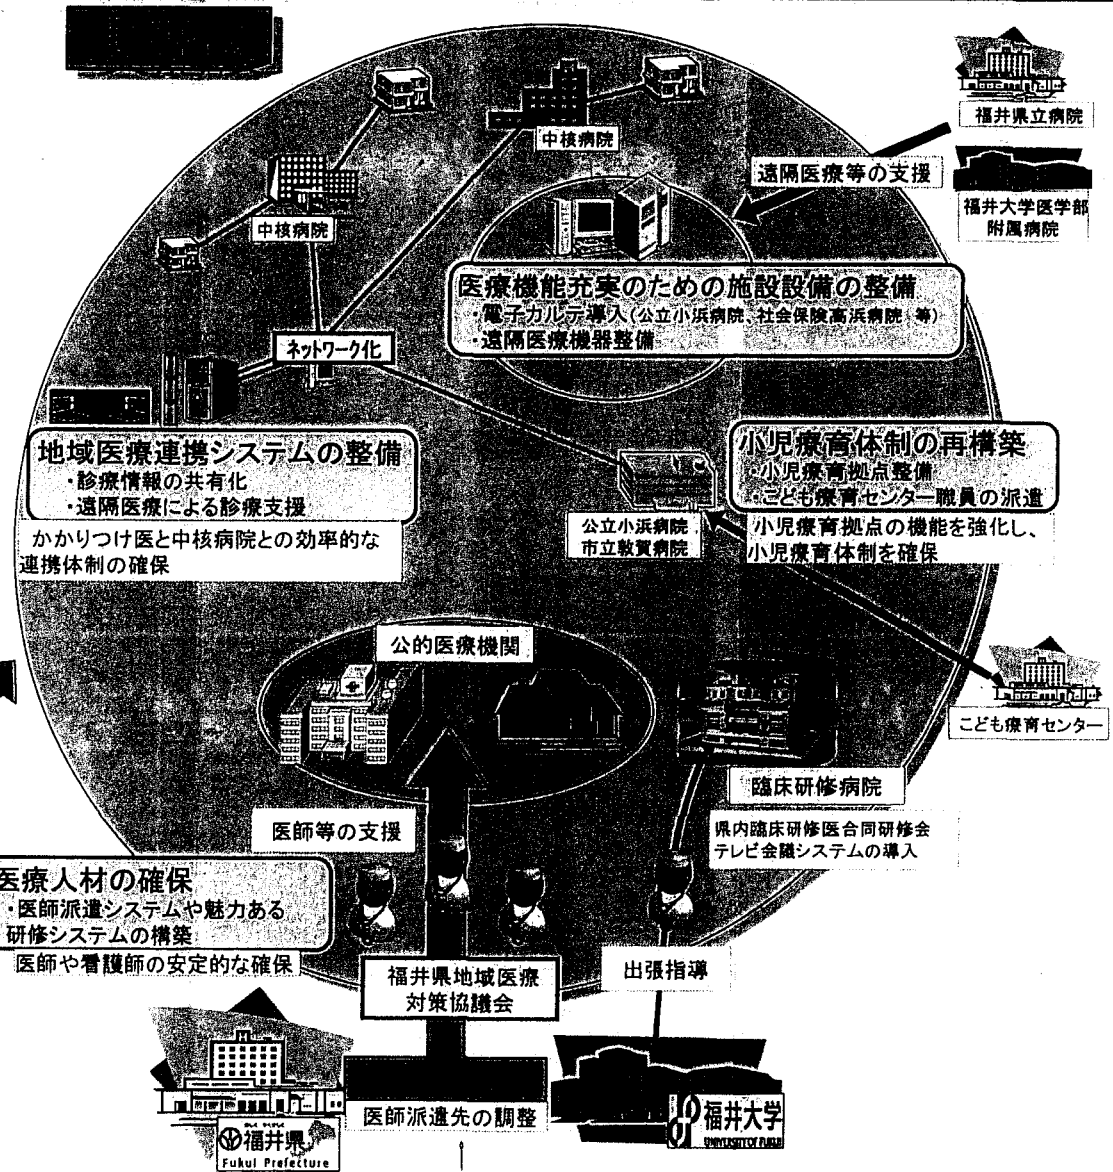 福井県立病院
中核病院
遠隔医療等の支援
福井大学医学部
附属病院
中核病院
医療機能充実のための施設設備の整備
・電子カルテ導入(公立小浜病院、社会保険高浜病院 等)
・遠隔医療機器整備
ネットワーク化
地域医療連携システムの整備
・診療情報の共有化
・遠隔医療による診療支援
かかりつけ医と中核病院との効率的な
連携体制の確保
小児療育体制の再構築
・小児療育拠点整備
・こども療育センター職員の派遣
小児療育拠点の機能を強化し、
小児療育体制を確保
公立小浜病院
市立敦賀病院
公的医療機関
こども療育センター
臨床研修病院
県内臨床研修医合同研修会
テレビ会議システムの導入
医師等の支援
医療人材の確保
・医師派遣システムや魅力ある
研修システムの構築
医師や看護師の安定的な確保
福井県地域医療
対策協議会
出張指導
医師派遣先の調整
福井県
Fukui Prefecture
福井大学
UNIVERSITY OF FUKUI